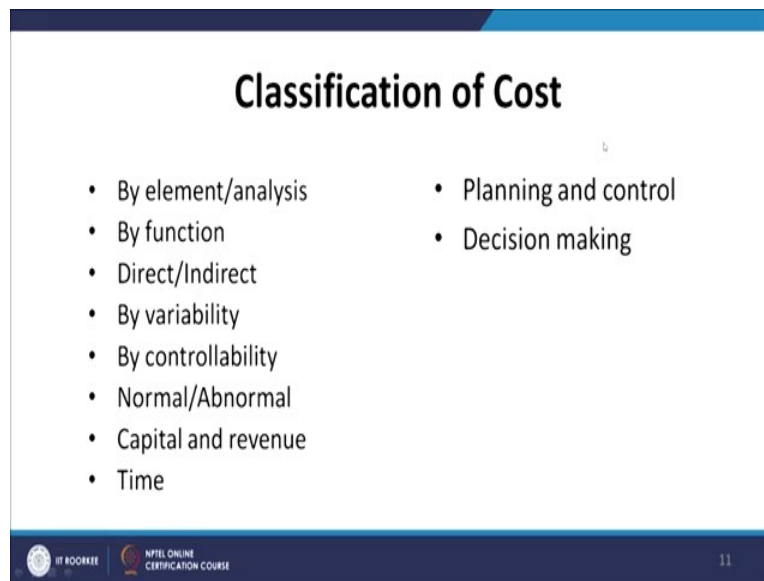 Classification of Cost
• By element/analysis
• By function
• Direct/Indirect
• By variability
• By controllability
• Normal/Abnormal
• Capital and revenue
• Time
• Planning and control
• Decision making
IIT ROORKEE
NPTEL ONLINE
CERTIFICATION COURSE
11